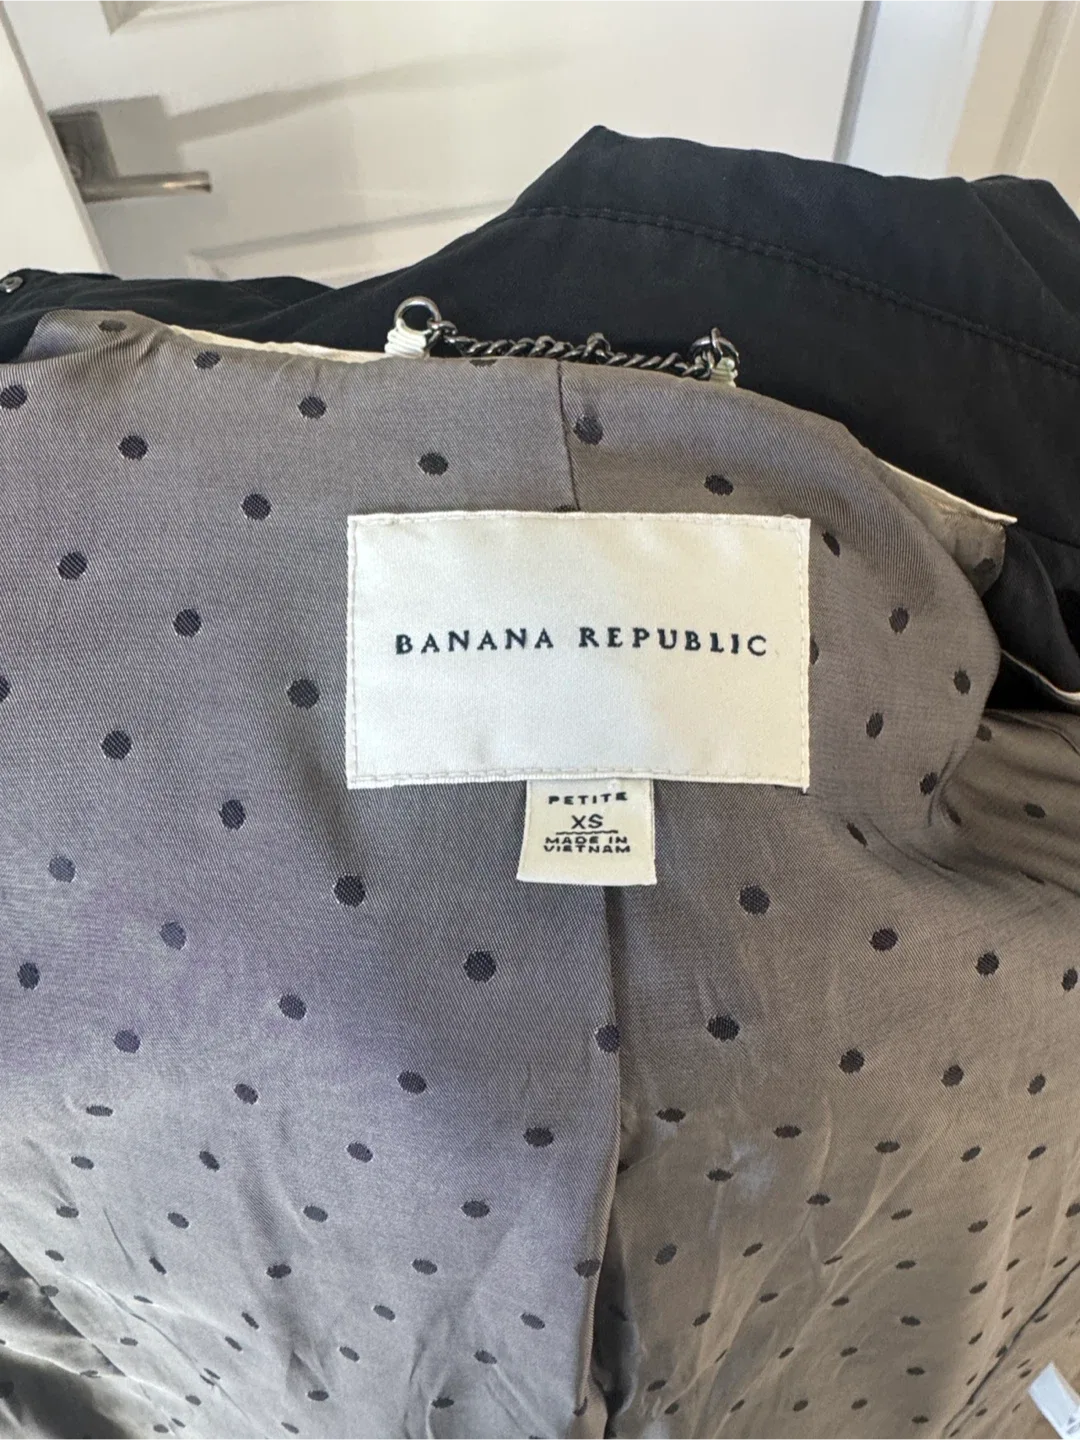 BANANA REPUBLIC
PETITE
XS
MADE IN
VIETNAM